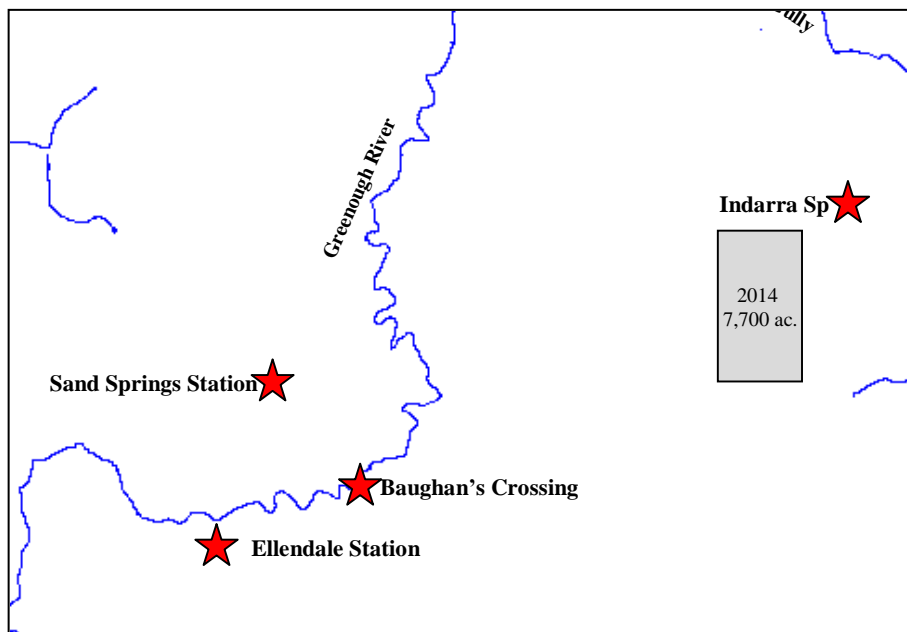 Greenough River
Indarra Sp
2014
7,700 ac.
Sand Springs Station
Baughan's Crossing
Ellendale Station